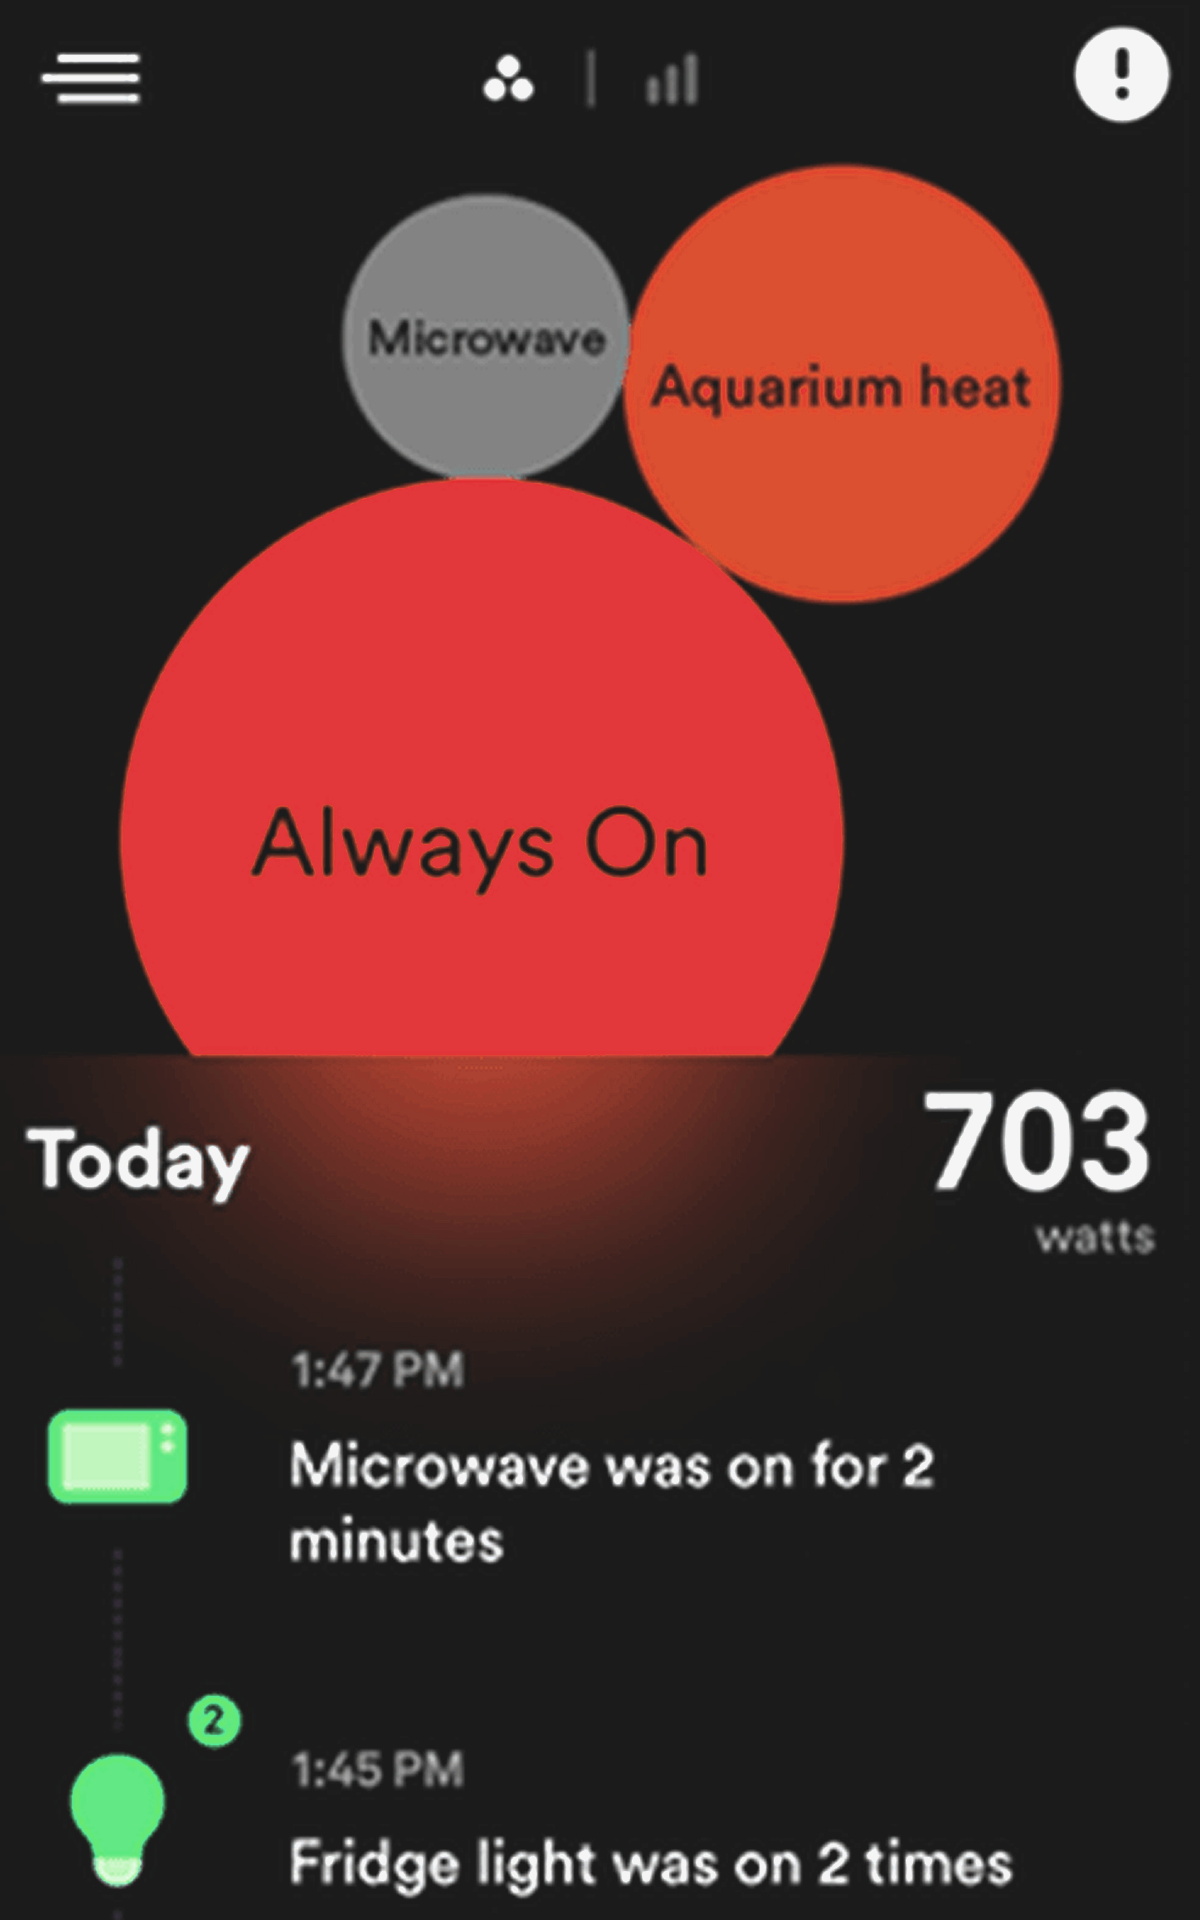 Microwave
Aquarium heat
Always On
Today
703
watts
1:47 PM
Microwave was on for 2
minutes
2
1:45 PM
Fridge light was on 2 times